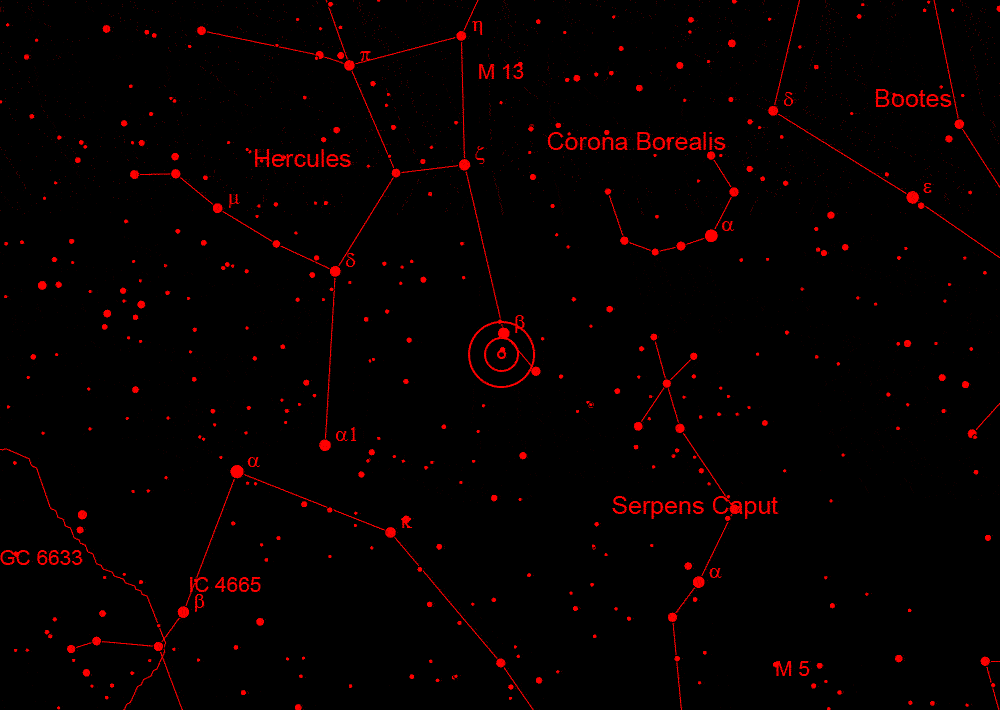 η
π
M 13
δ
Bootes
Corona Borealis
ζ
Hercules
ε
μ
α
δ
β
α1
α
Serpens Caput
κ
GC 6633
α
IC 4665
β
M 5